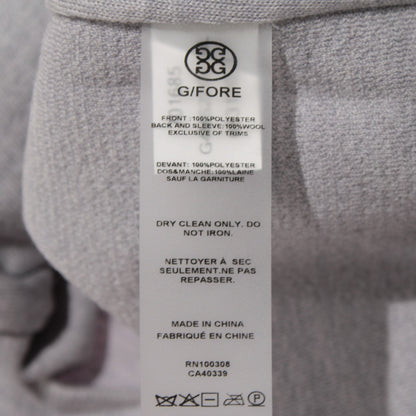 G/FORE
FRONT: 100%POLYESTER
BACK AND SLEEVE: 100%WOOL
EXCLUSIVE OF TRIMS
DEVANT: 100%POLYESTER
DOS&MANCHE: 100%LAINE
SAUF LA GARNITURE
DRY CLEAN ONLY. DO
NOT IRON.
NETTOYER À SEC
SEULEMENT.NE PAS
REPASSER.
MADE IN CHINA
FABRIQUÉ EN CHINE
RN100308
CA40339